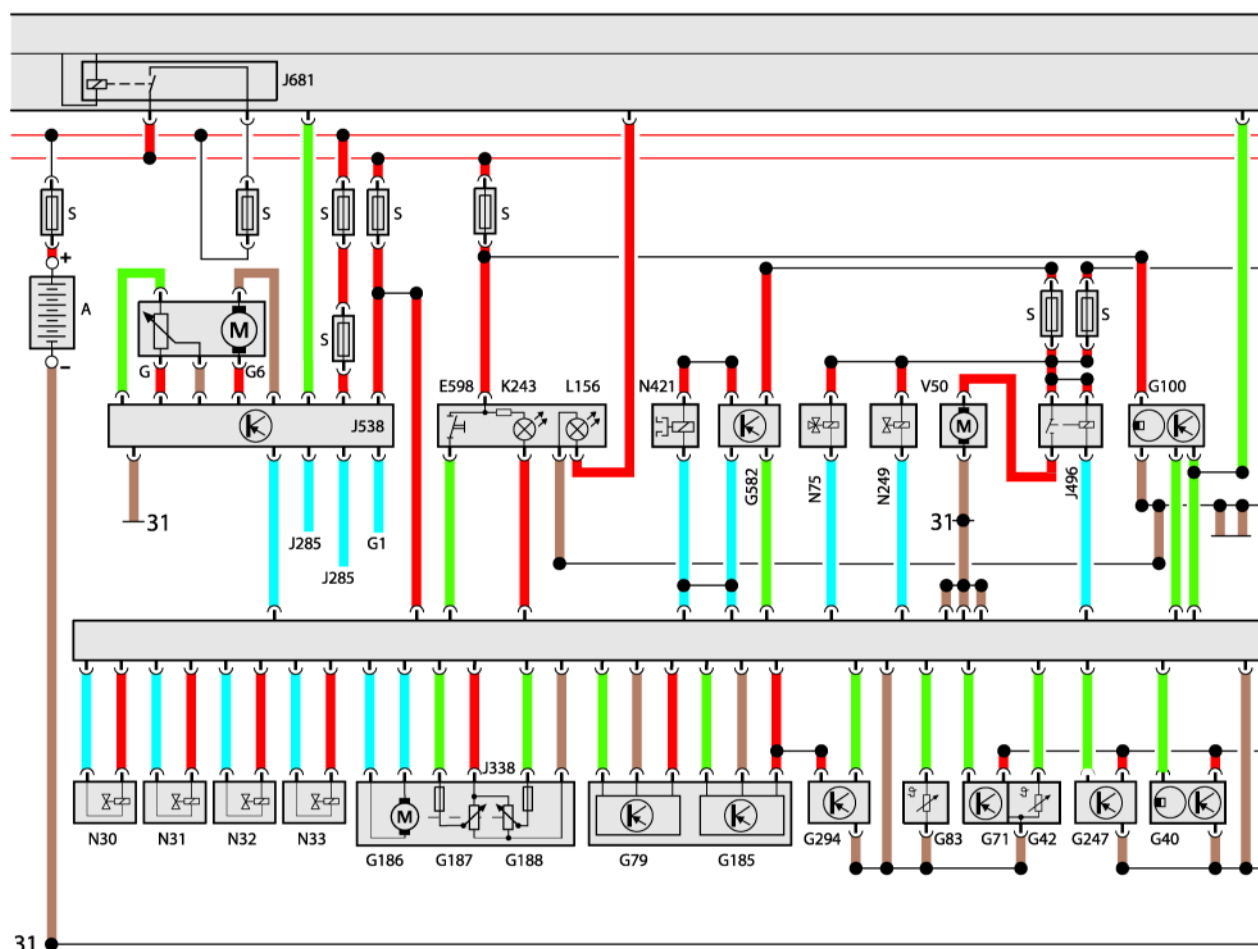 J681
S
S
S
S
S
+
A
S
S
S
M
–
G
G6
E598
K243
L156
N421
V50
G100
J538
M
31
G582
N75
N249
J496
31
J285
G1
J285
J338
M
ϑ
ϑ
N30
N31
N32
N33
G186
G187
G188
G79
G185
G294
G83
G71
G42
G247
G40
31